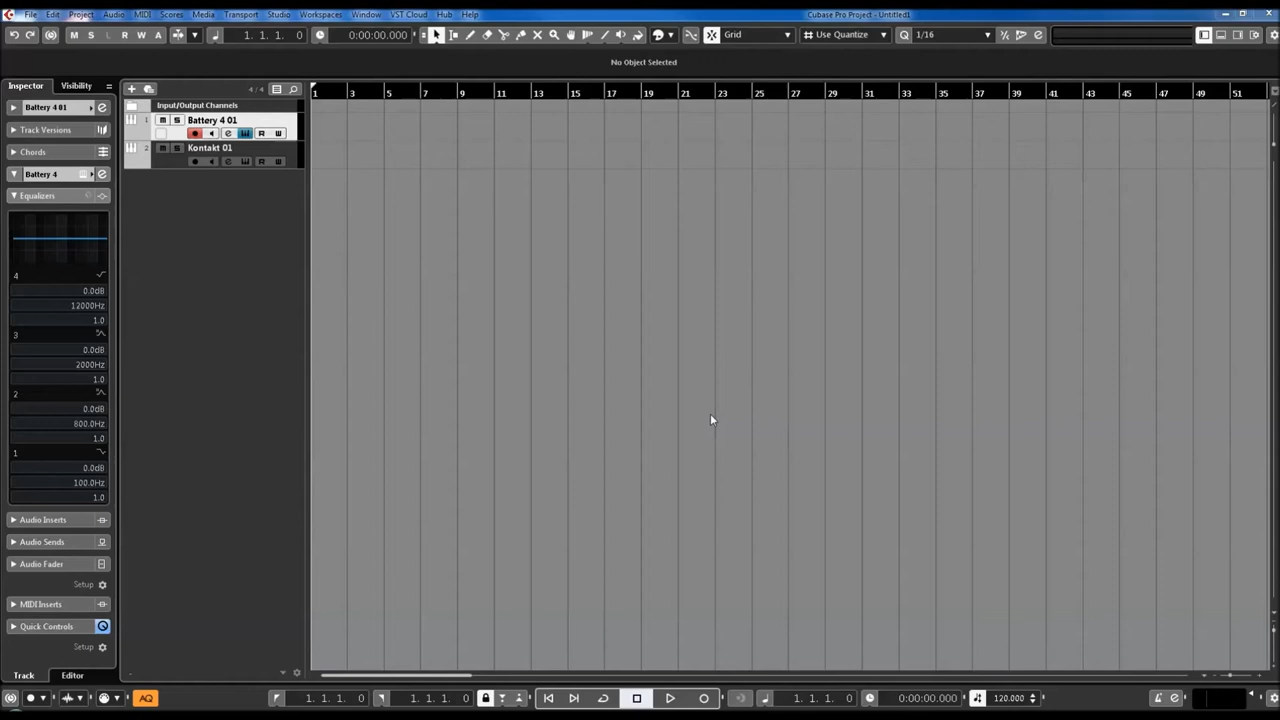 File Edit Project Audio MIDI Scores Media Transport Studio Workspaces Window VST Cloud Hub Help Cubase Pro Project - Untitled1
M S L R W A 1. 1. 1. 0 0:00:00.000 Grid Use Quantize Q 1/16
No Object Selected
Inspector Visibility 4 / 4 1 3 5 7 9 11 13 15 17 19 21 23 25 27 29 31 33 35 37 39 41 43 45 47 49 51
Battery 4 01 e Input/Output Channels
1 M S Battery 4 01
Track Versions e R W
2 M S Kontakt 01
Chords e R W
Battery 4 e
Equalizers
4
0.0dB
12000Hz
1.0
3
0.0dB
2000Hz
1.0
2
0.0dB
800.0Hz
1.0
1
0.0dB
100.0Hz
1.0
Audio Inserts
Audio Sends
Audio Fader
Setup
MIDI Inserts
Quick Controls
Setup
Track Editor
AQ 1. 1. 1. 0 1. 1. 1. 0 1. 1. 1. 0 0:00:00.000 120.000